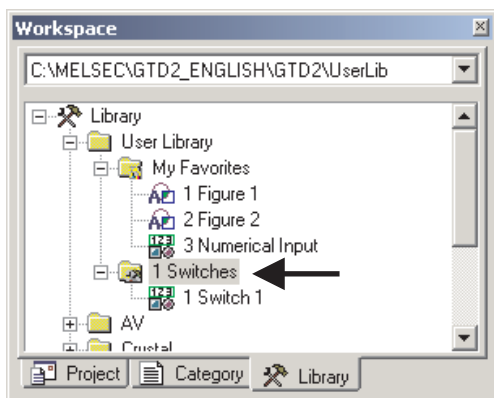 Workspace
C:\MELSEC\GTD2_ENGLISH\GTD2\UserLib
Library
User Library
My Favorites
1 Figure 1
2 Figure 2
3 Numerical Input
1 Switches
1 Switch 1
AV
Crystal
Project Category Library